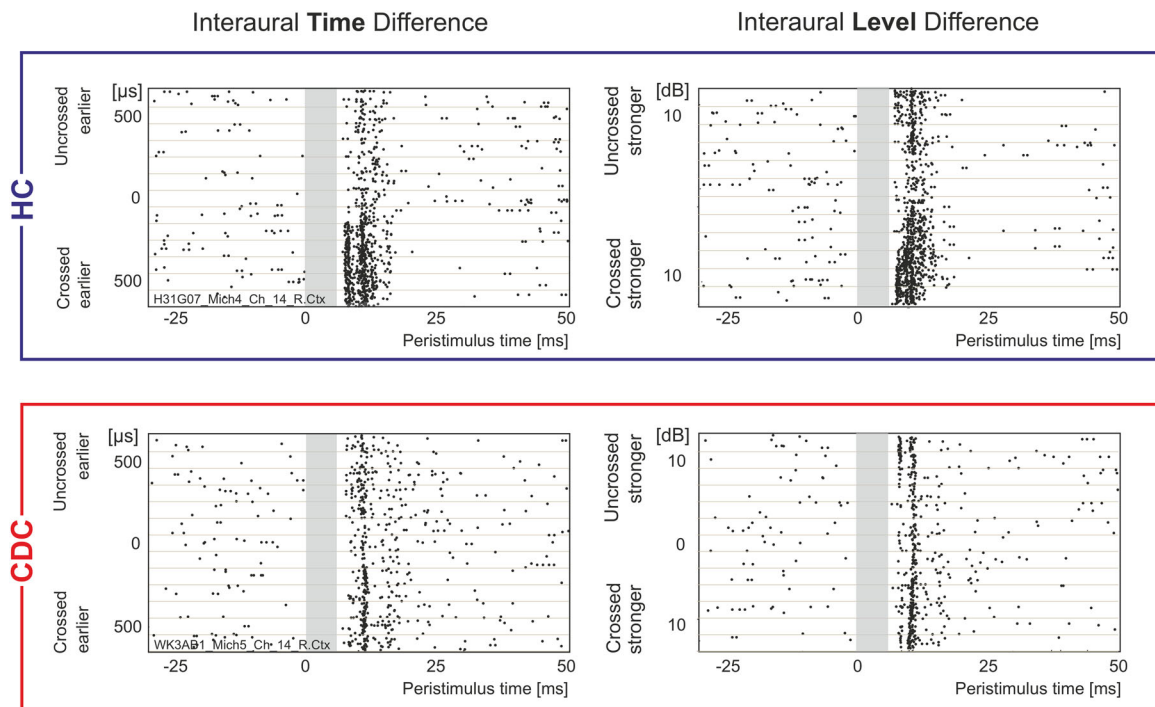 Interaural Time Difference
Interaural Level Difference
HC
Uncrossed
earlier
Crossed
earlier
[µs]
500
0
500
H31G07_Mich4_Ch_14_R.Ctx
-25
0
25
50
Peristimulus time [ms]
Uncrossed
stronger
Crossed
stronger
[dB]
10
0
10
-25
0
25
50
Peristimulus time [ms]
CDC
Uncrossed
earlier
Crossed
earlier
[µs]
500
0
500
WK3AD1_Mich5_Ch_14_R.Ctx
-25
0
25
50
Peristimulus time [ms]
Uncrossed
stronger
Crossed
stronger
[dB]
10
0
10
-25
0
25
50
Peristimulus time [ms]